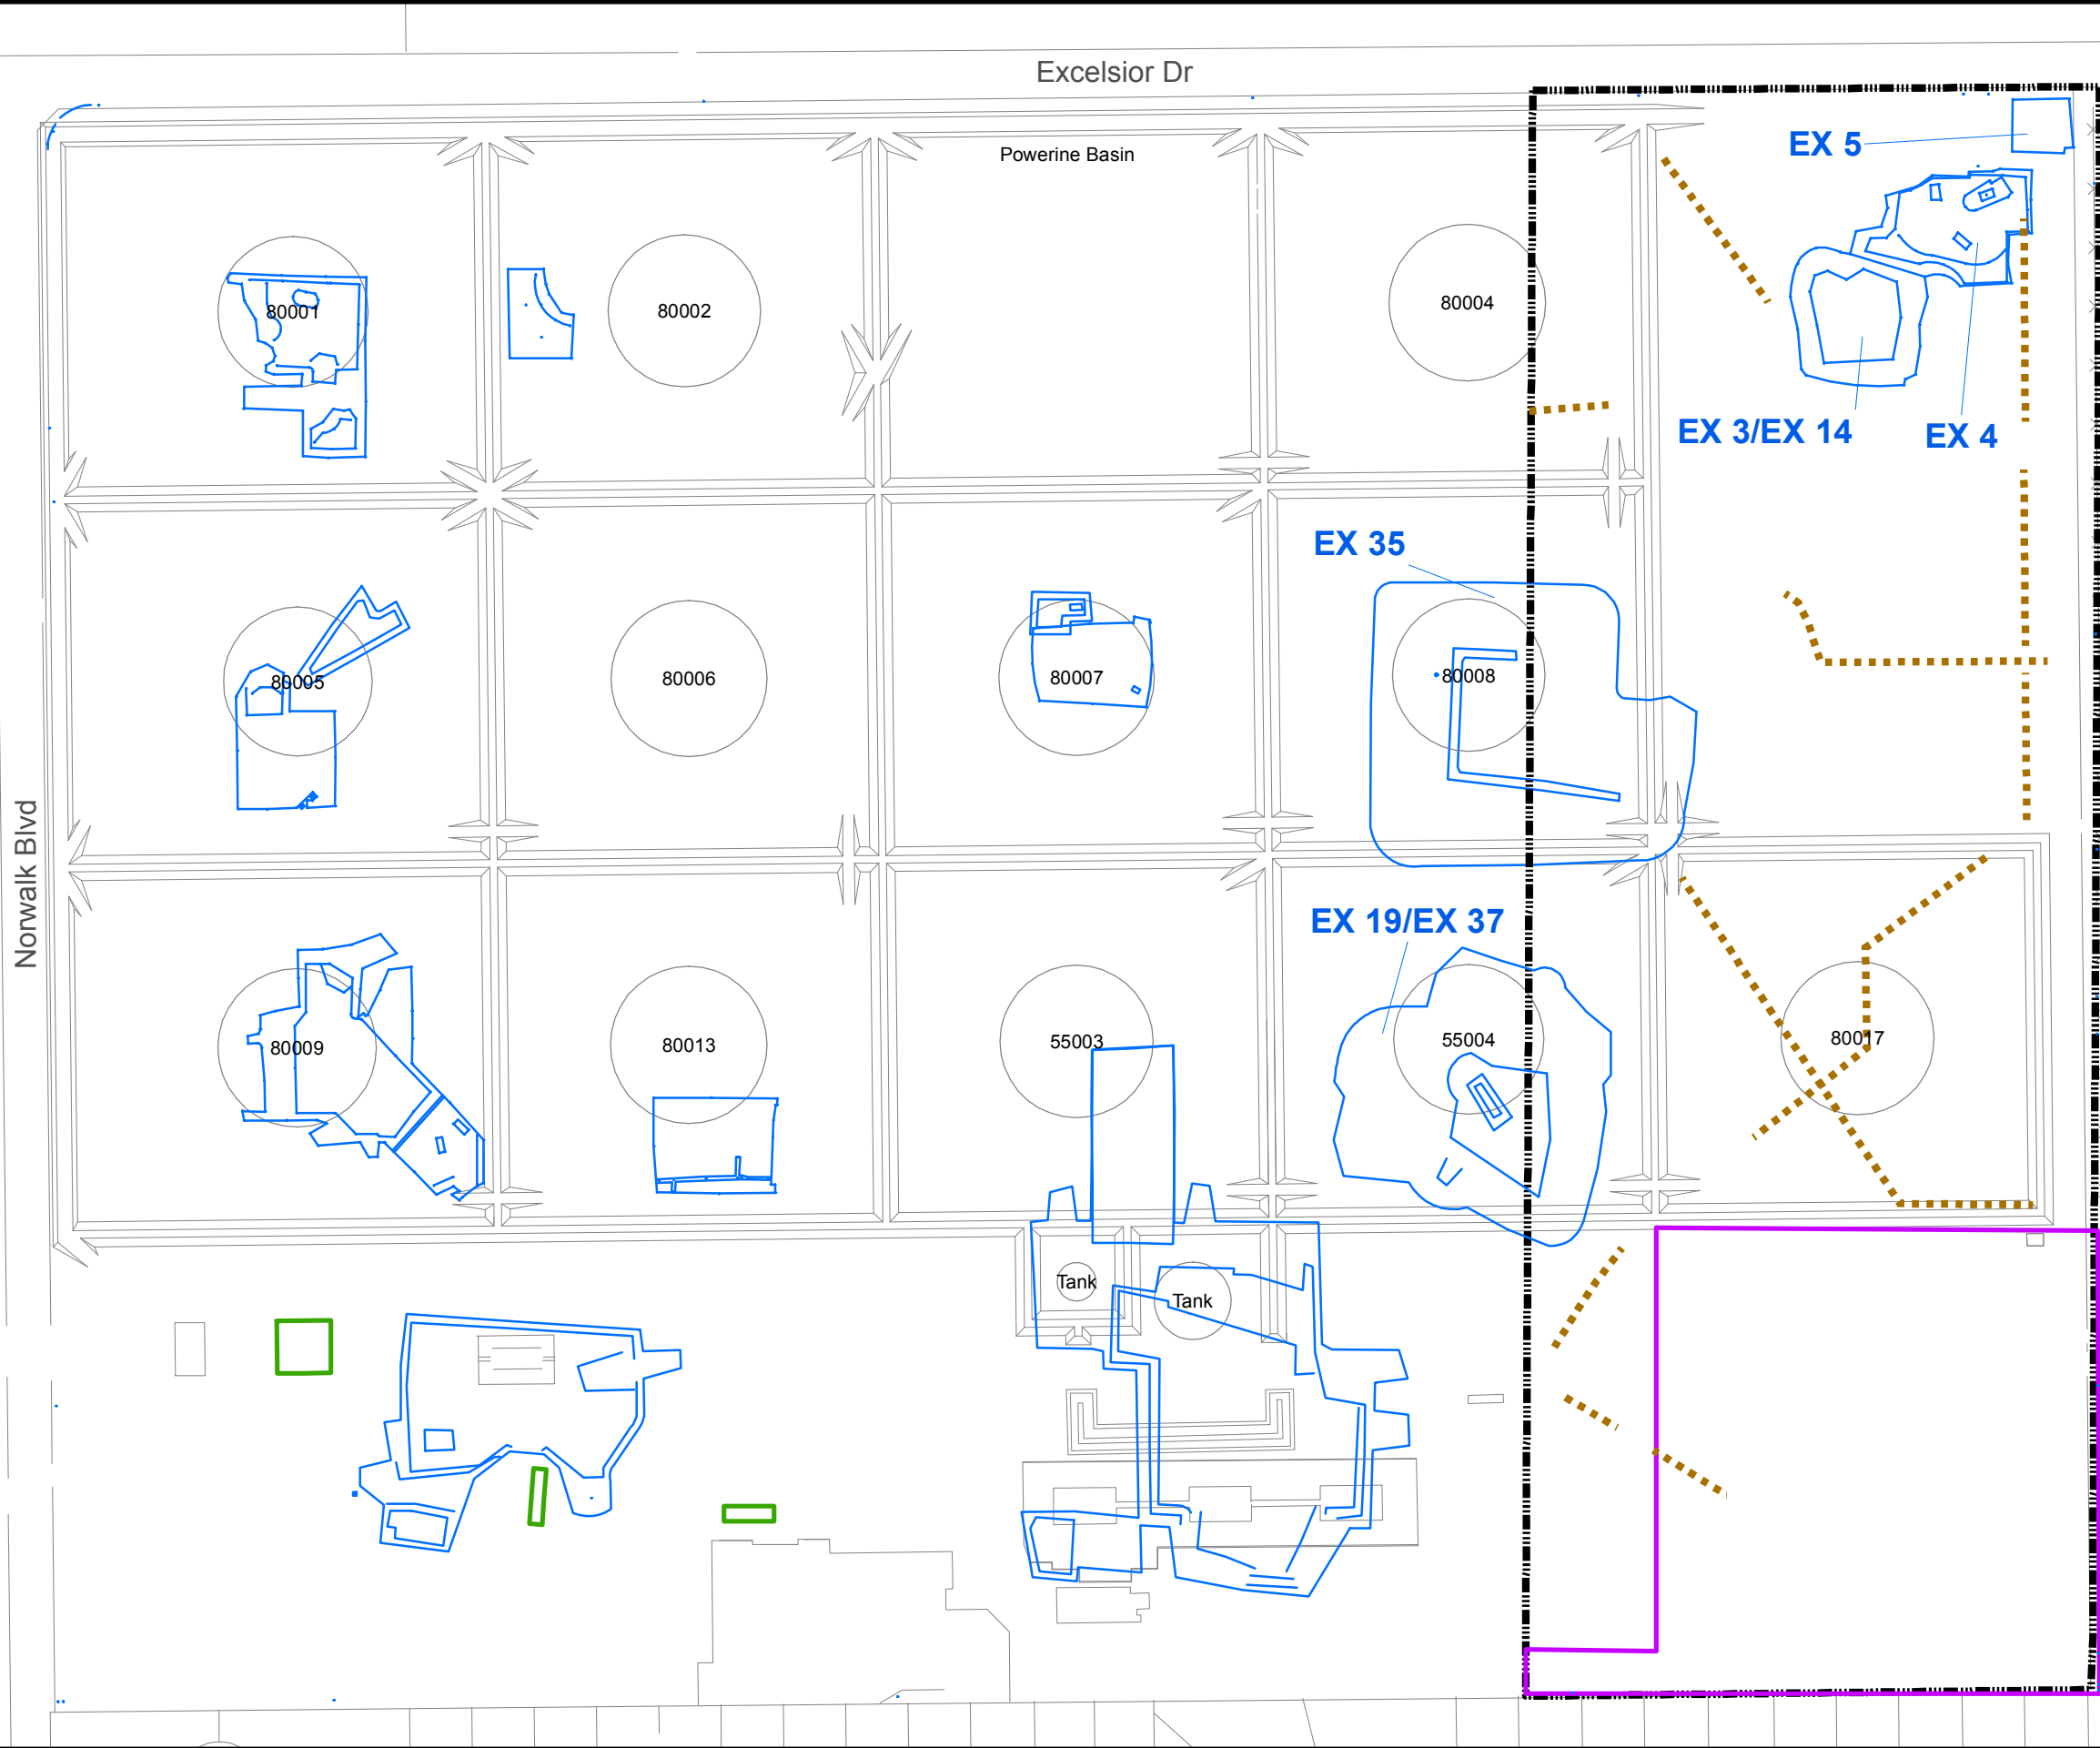 Excelsior Dr
Powerine Basin
EX 5
80001
80002
80004
EX 3/EX 14
EX 4
EX 35
80005
80006
80007
80008
Norwalk Blvd
EX 19/EX 37
80009
80013
55003
55004
80017
Tank
Tank